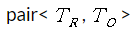 pair< T_R, T_O >